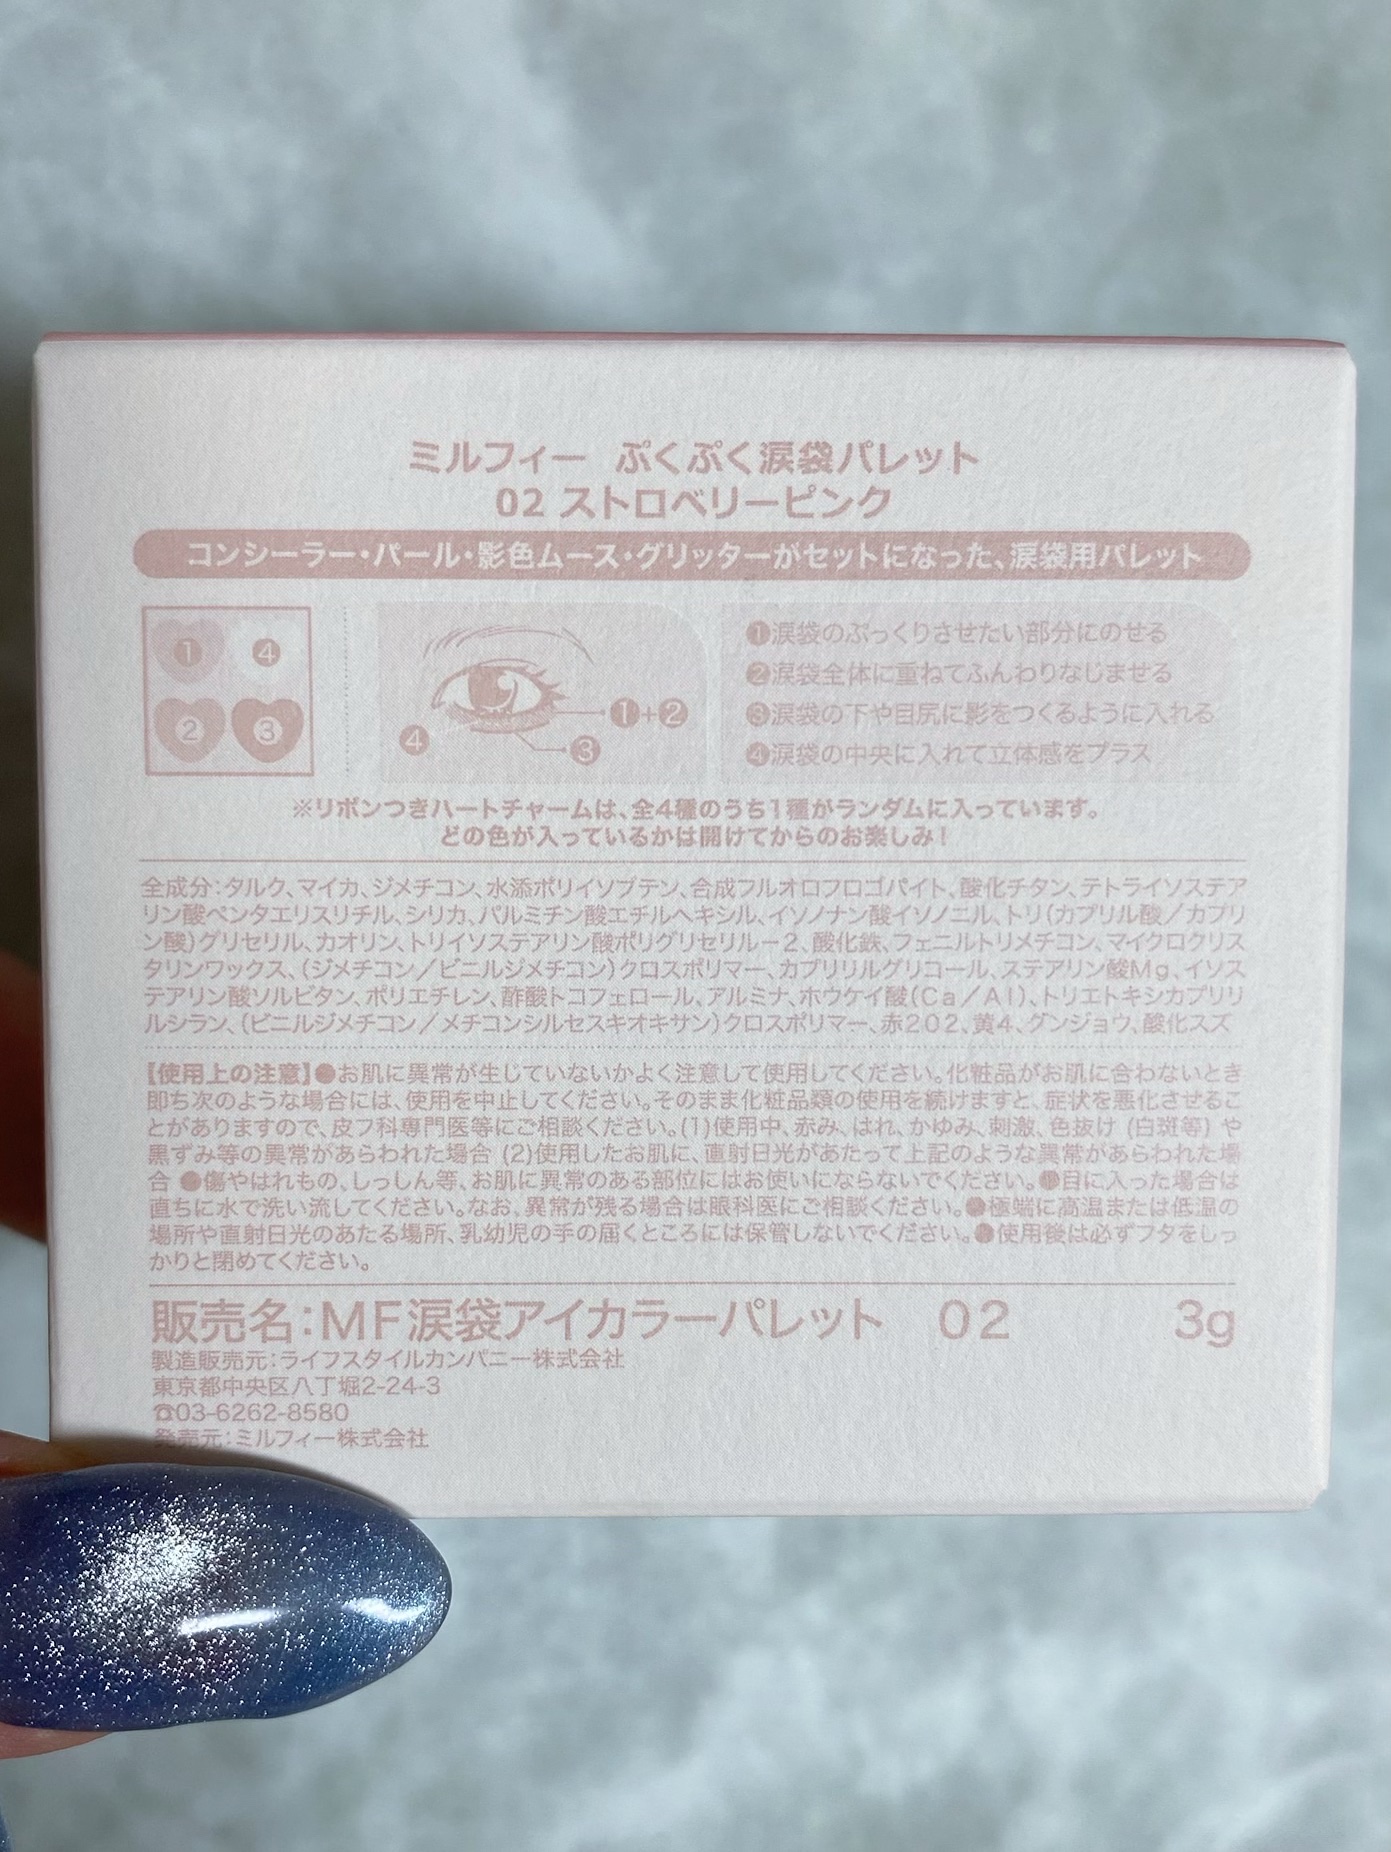 ミルフィー ぷくぷく涙袋パレット
02 ストロベリーピンク
コンシーラー・パール・影色ムース・グリッターがセットになった、涙袋用パレット
1 4
2 3
1+2
4 3
❶涙袋のぷっくりさせたい部分にのせる
❷涙袋全体に重ねてふんわりなじませる
❸涙袋の下や目尻に影をつくるように入れる
❹涙袋の中央に入れて立体感をプラス
※リボンつきハートチャームは、全4種のうち1種がランダムに入っています。
どの色が入っているかは開けてからのお楽しみ!
全成分:タルク、マイカ、ジメチコン、水添ポリイソブテン、合成フルオロフロゴパイト、酸化チタン、テトライソステア
リン酸ペンタエリスリチル、シリカ、パルミチン酸エチルヘキシル、イソノナン酸イソノニル、トリ(カプリル酸/カプリ
ン酸)グリセリル、カオリン、トリイソステアリン酸ポリグリセリル-2、酸化鉄、フェニルトリメチコン、マイクロクリス
タリンワックス、(ジメチコン/ビニルジメチコン)クロスポリマー、カプリリルグリコール、ステアリン酸Mg、イソス
テアリン酸ソルビタン、ポリエチレン、酢酸トコフェロール、アルミナ、ホウケイ酸(Ca/Al)、トリエトキシカプリリ
ルシラン、(ビニルジメチコン/メチコンシルセスキオキサン)クロスポリマー、赤202、黄4、グンジョウ、酸化スズ
【使用上の注意】●お肌に異常が生じていないかよく注意して使用してください。化粧品がお肌に合わないとき
即ち次のような場合には、使用を中止してください。そのまま化粧品類の使用を続けますと、症状を悪化させるこ
とがありますので、皮フ科専門医等にご相談ください。(1)使用中、赤み、はれ、かゆみ、刺激、色抜け (白斑等) や
黒ずみ等の異常があらわれた場合 (2)使用したお肌に、直射日光があたって上記のような異常があらわれた場
合 ●傷やはれもの、しっしん等、お肌に異常のある部位にはお使いにならないでください。●目に入った場合は
直ちに水で洗い流してください。なお、異常が残る場合は眼科医にご相談ください。●極端に高温または低温の
場所や直射日光のあたる場所、乳幼児の手の届くところには保管しないでください。●使用後は必ずフタをしっ
かりと閉めてください。
販売名:MF涙袋アイカラーパレット 02 3g
製造販売元:ライフスタイルカンパニー株式会社
東京都中央区八丁堀2-24-3
☎03-6262-8580
発売元:ミルフィー株式会社